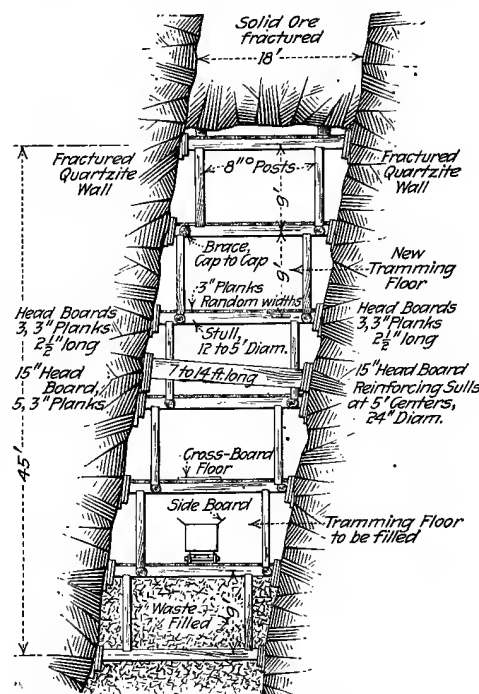 Solid Ore
fractured
18'
Fractured
Quartzite
Wall
8"° Posts
9'
Fractured
Quartzite
Wall
Brace,
Cap to Cap
9'
New
Tramming
Floor
3" Planks
Random widths
Head Boards
3, 3" Planks
2 1/2" long
Stull,
12 to 5' Diam.
Head Boards
3, 3" Planks
2 1/2" long
15" Head
Board,
5, 3" Planks
7 to 14 ft. long
15" Head Board
Reinforcing Sulls
at 5' Centers,
24" Diam.
45'
Cross-Board
Floor
Side Board
Tramming Floor
to be filled
Waste
Filled
9'